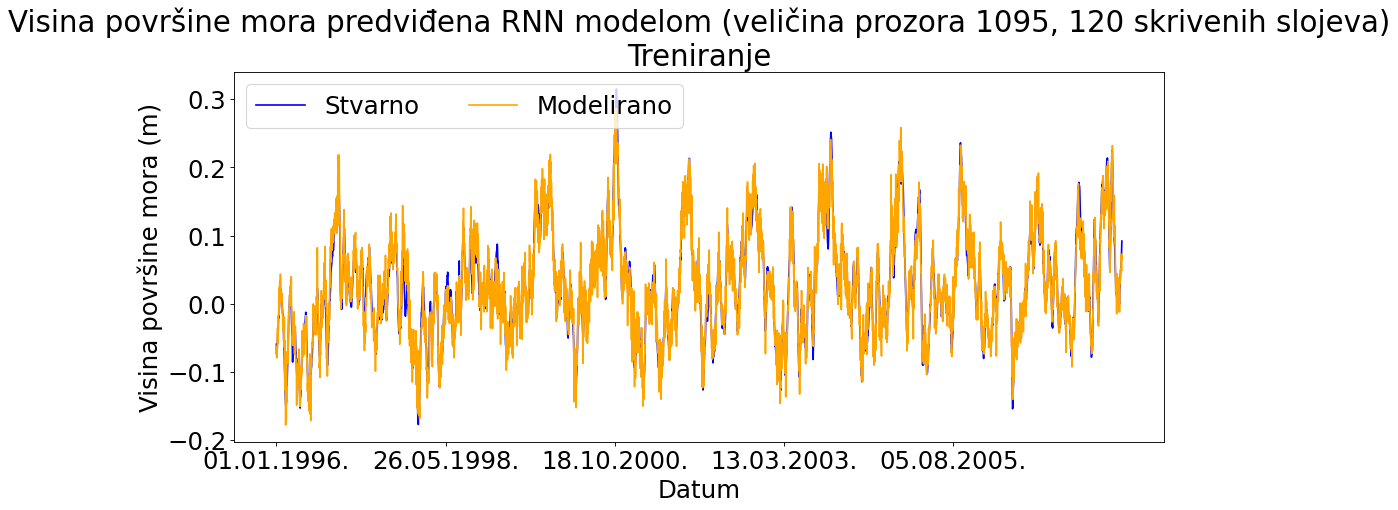 Visina površine mora predviđena RNN modelom (veličina prozora 1095, 120 skrivenih slojeva)
Treniranje
Stvarno
Modelirano
Visina površine mora (m)
0.3
0.2
0.1
0.0
−0.1
−0.2
01.01.1996.
26.05.1998.
18.10.2000.
13.03.2003.
05.08.2005.
Datum